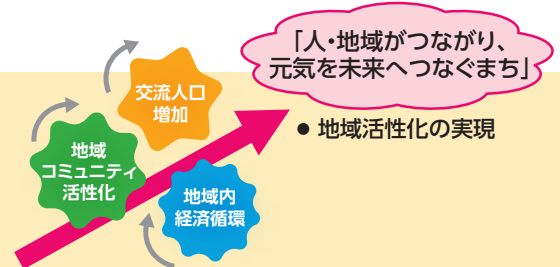 「人・地域がつながり、
元気を未来へつなぐまち」
● 地域活性化の実現
交流人口
増加
地域
コミュニティ
活性化
地域内
経済循環